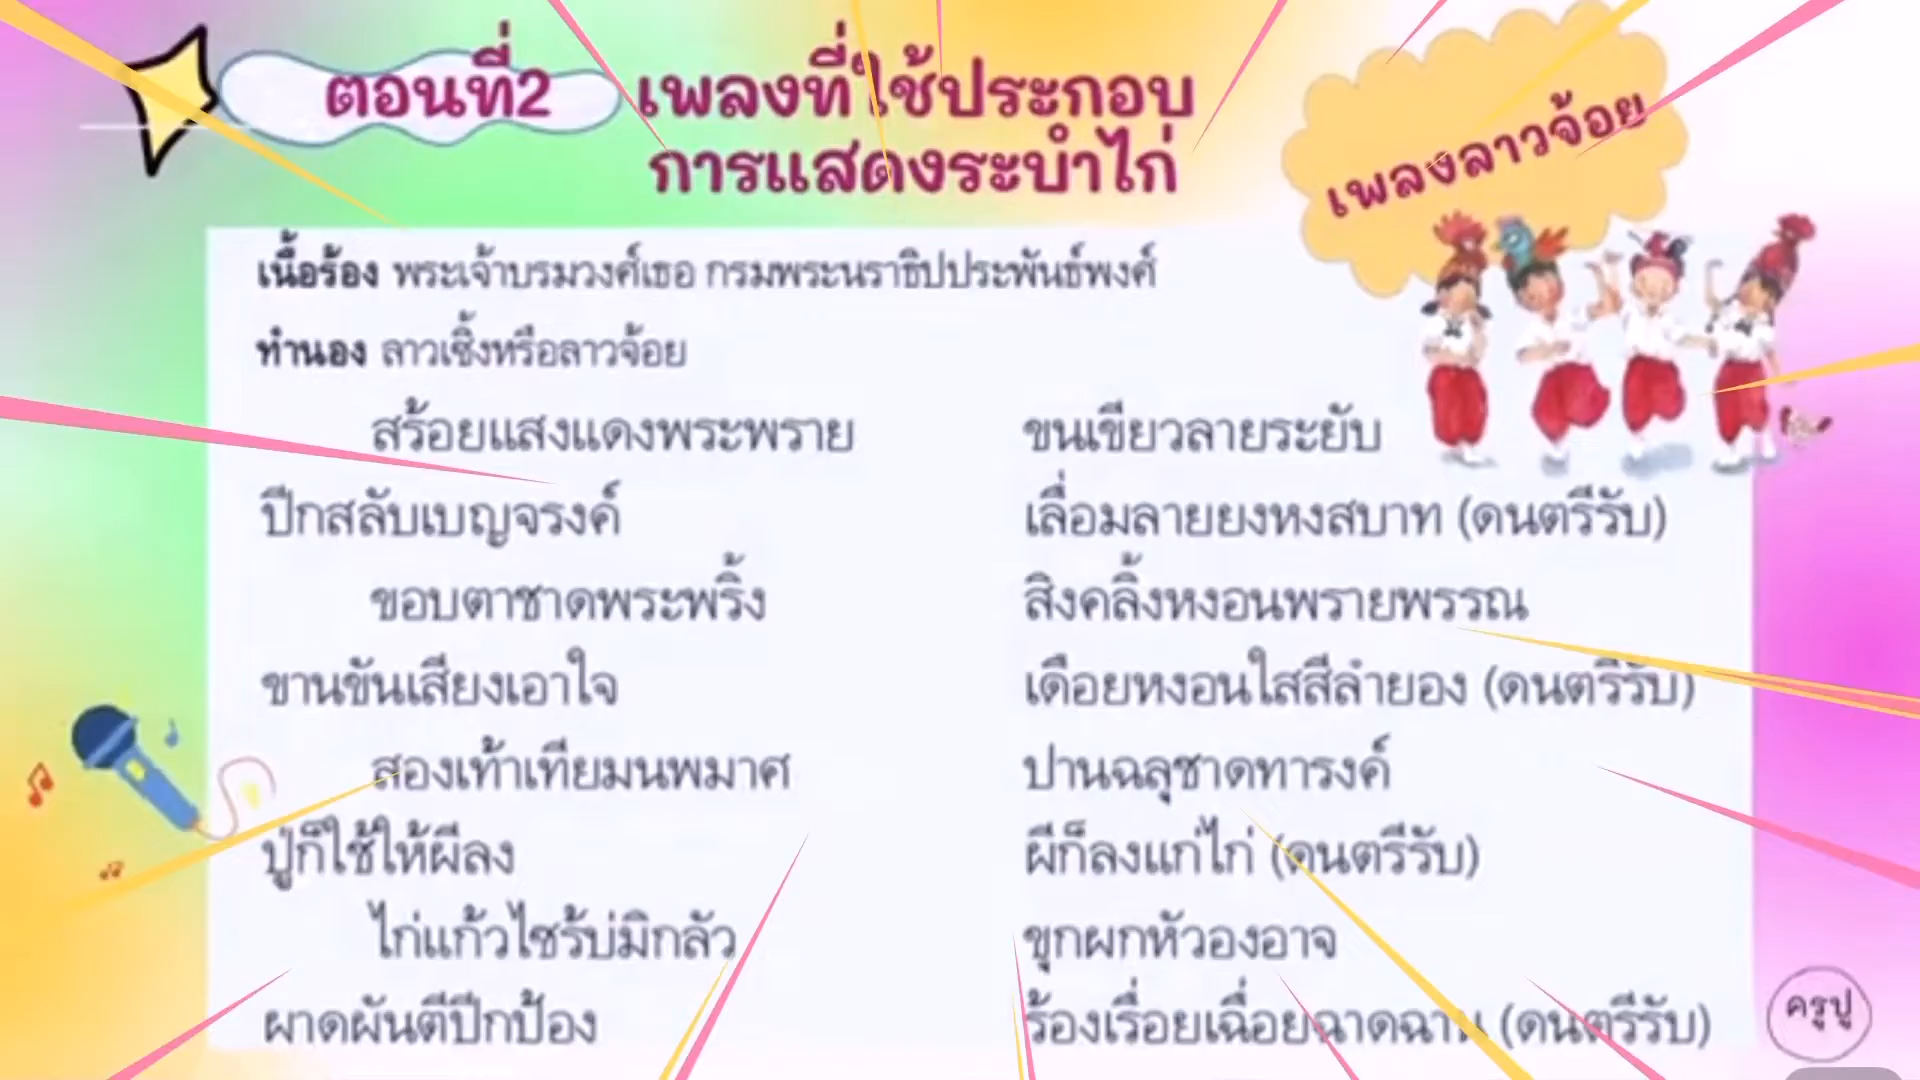 ตอนที่2 เพลงที่ใช้ประกอบ
การแสดงระบำไก่
เพลงลาวจ้อย
เนื้อร้อง พระเจ้าบรมวงศ์เธอ กรมพระนราธิปประพันธ์พงศ์
ทำนอง ลาวเซิ้งหรือลาวจ้อย
สร้อยแสงแดงพระพราย ขนเขียวลายระยับ
ปีกสลับเบญจรงค์ เลื่อมลายยงหงสบาท (ดนตรีรับ)
ขอบตาชาดพระพริ้ง สิงคลิ้งหงอนพรายพรรณ
ขานขันเสียงเอาใจ เดือยหงอนใสสีลำยอง (ดนตรีรับ)
สองเท้าเทียมนพมาศ ปานฉลุชาดทารงค์
ปู่ก็ใช้ให้ผีลง ผีก็ลงแก่ไก่ (ดนตรีรับ)
ไก่แก้วไซร้บ่มิกลัว ขุกผกหัวองอาจ
ผาดผันตีปีกป้อง ร้องเรื่อยเฉื่อยฉาดฉาน (ดนตรีรับ)
ครูปู